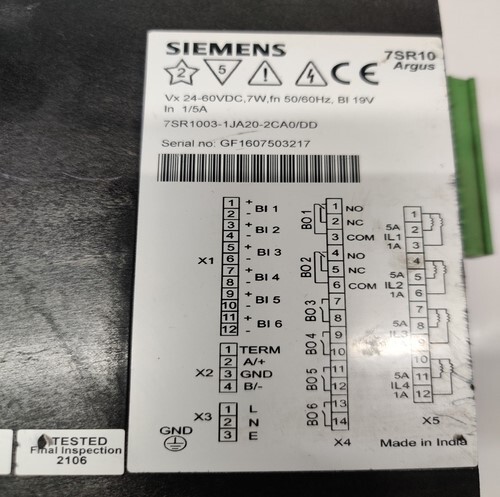 SIEMENS
7SR10
Argus
2
5
CE
Vx 24-60VDC,7W,fn 50/60Hz, BI 19V
In 1/5A
7SR1003-1JA20-2CA0/DD
Serial no: GF1607503217
X1
1 + BI 1
2 -
3 + BI 2
4 -
5 + BI 3
6 -
7 + BI 4
8 -
9 + BI 5
10 -
11 + BI 6
12 -
X2
1 TERM
2 A/+
3 GND
4 B/-
X3
1 L
2 N
3 E
GND
BO 1
1 NO
2 NC
3 COM
BO 2
4 NO
5 NC
6 COM
BO 3
7
8
BO 4
9
10
BO 5
11
12
BO 6
13
14
X4
1
5A 2
IL1
1A 3
4
5A 5
IL2
1A 6
5A 8
IL3
9
10
5A 11
IL4
1A 12
X5
Made in India
TESTED
Final Inspection
2106